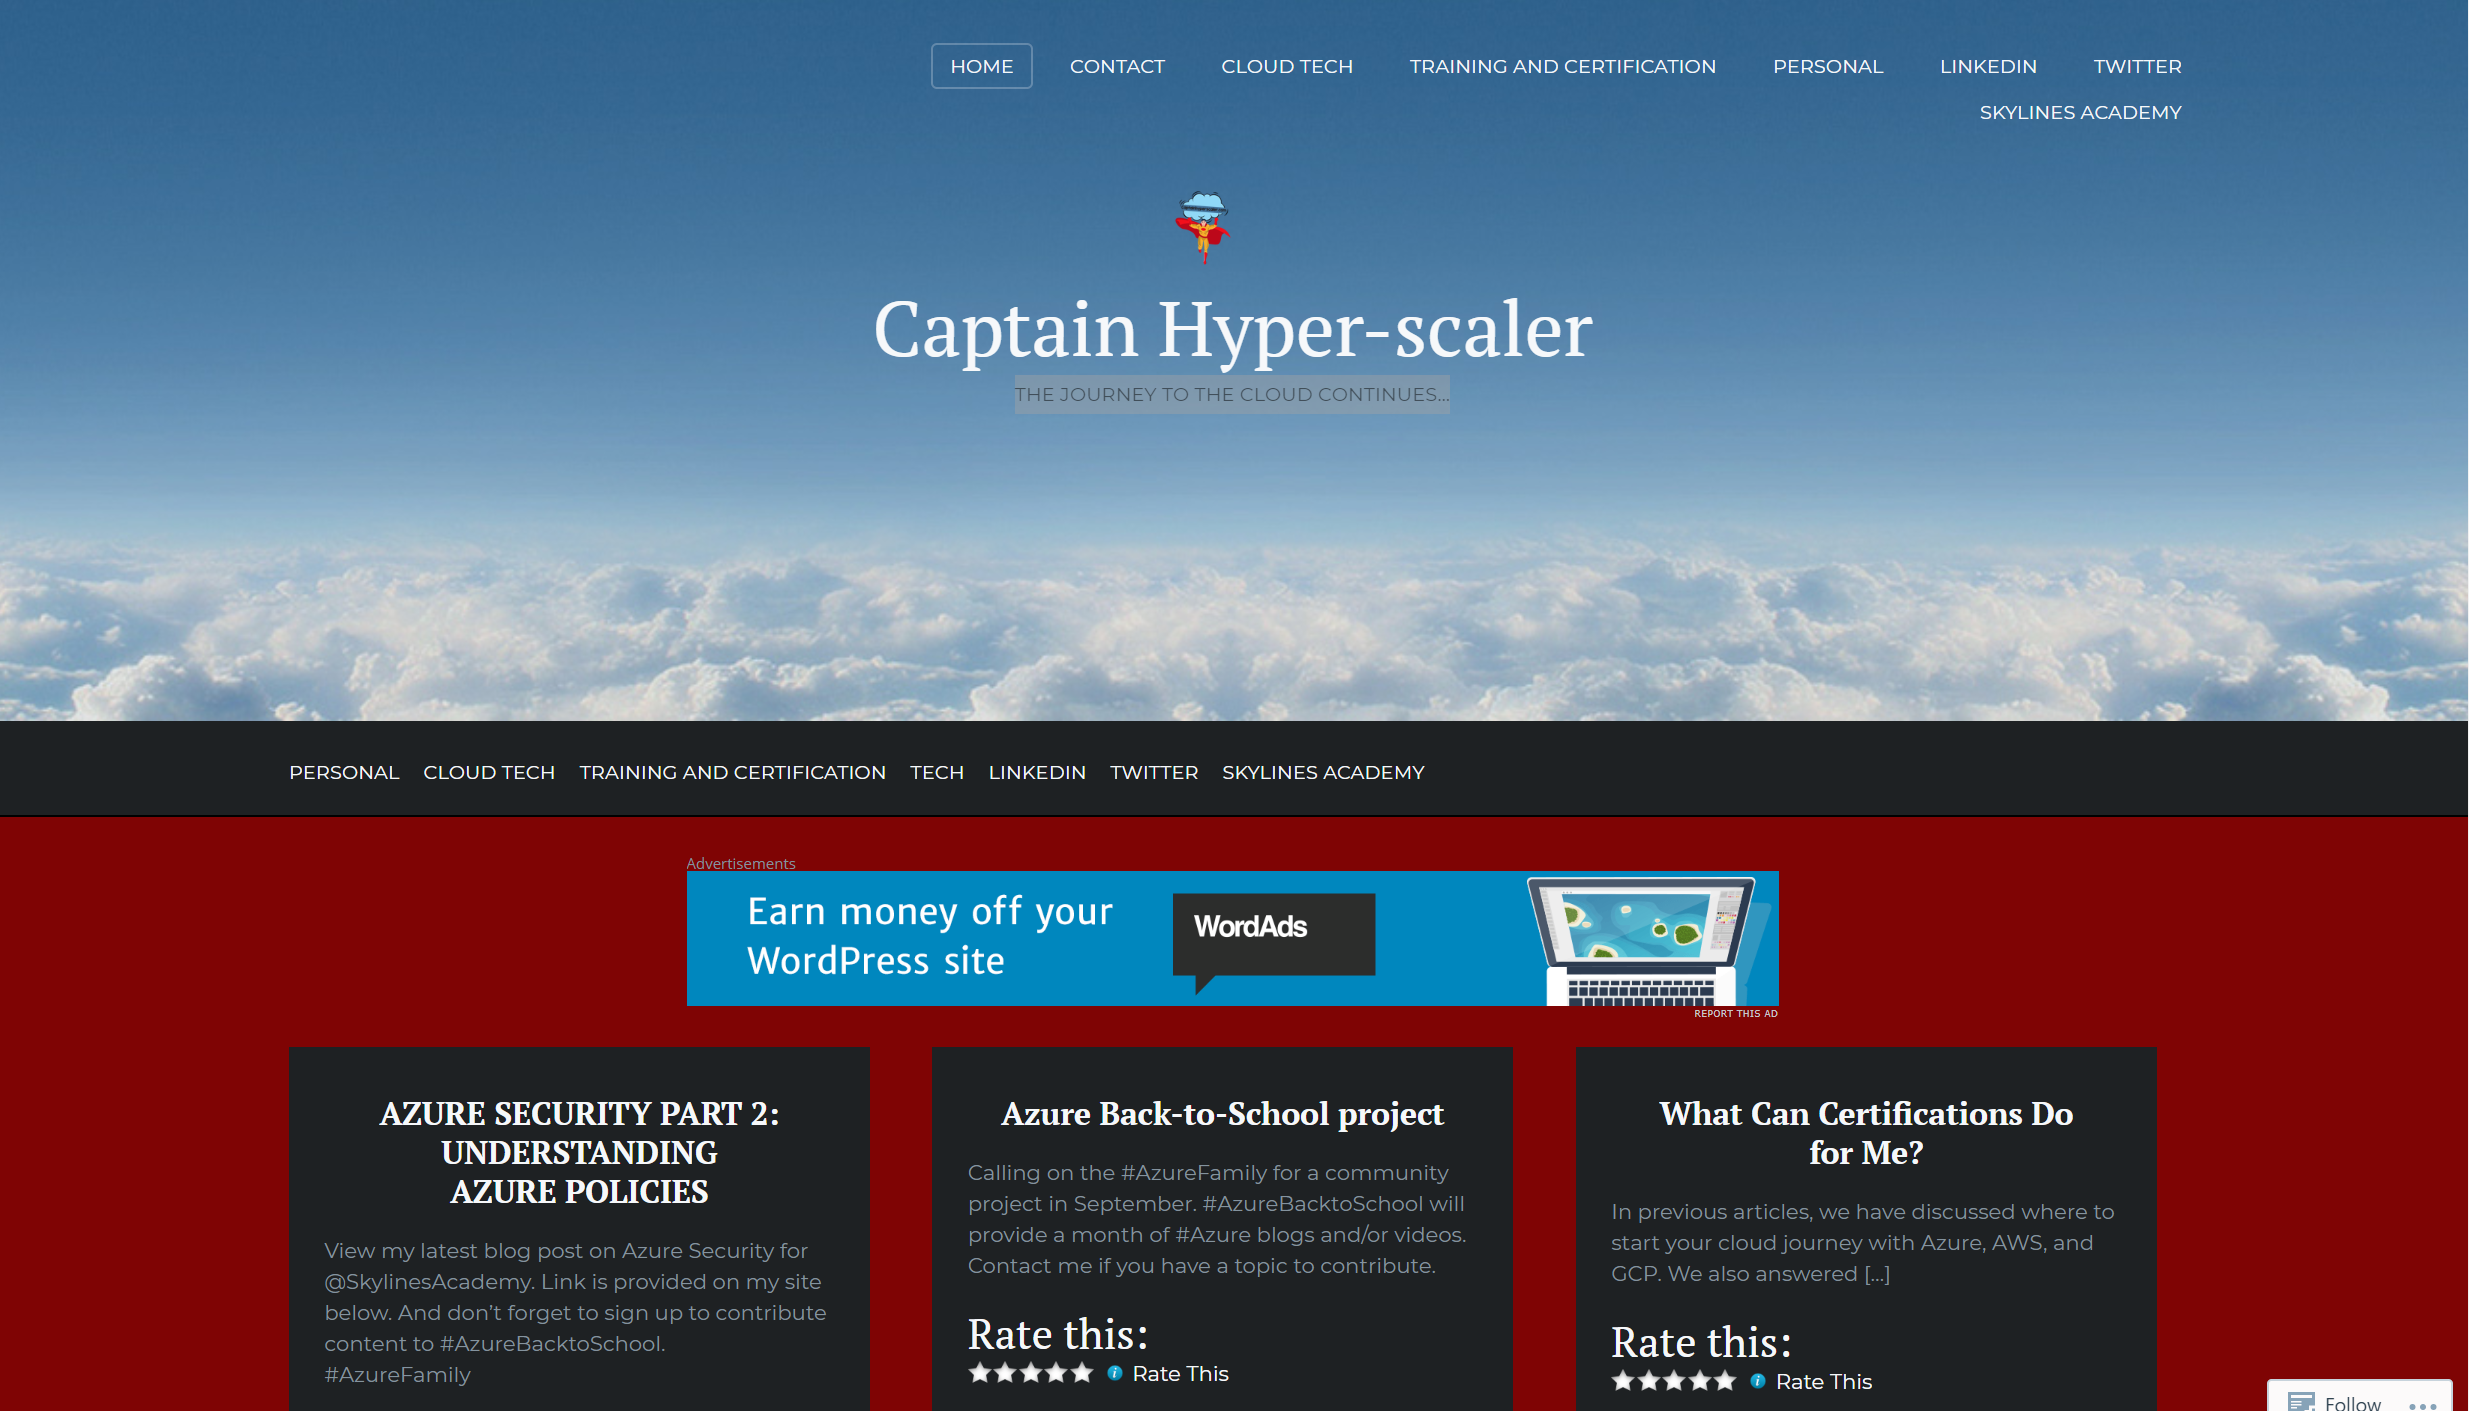 HOME CONTACT CLOUD TECH TRAINING AND CERTIFICATION PERSONAL LINKEDIN TWITTER
SKYLINES ACADEMY
Captain Hyper-scaler
THE JOURNEY TO THE CLOUD CONTINUES...
PERSONAL CLOUD TECH TRAINING AND CERTIFICATION TECH LINKEDIN TWITTER SKYLINES ACADEMY
Advertisements
Earn money off your
WordPress site
WordAds
REPORT THIS AD
AZURE SECURITY PART 2:
UNDERSTANDING
AZURE POLICIES
View my latest blog post on Azure Security for
@SkylinesAcademy. Link is provided on my site
below. And don’t forget to sign up to contribute
content to #AzureBacktoSchool.
#AzureFamily
Azure Back-to-School project
Calling on the #AzureFamily for a community
project in September. #AzureBacktoSchool will
provide a month of #Azure blogs and/or videos.
Contact me if you have a topic to contribute.
Rate this:
Rate This
What Can Certifications Do
for Me?
In previous articles, we have discussed where to
start your cloud journey with Azure, AWS, and
GCP. We also answered [...]
Rate this:
Rate This
Follow